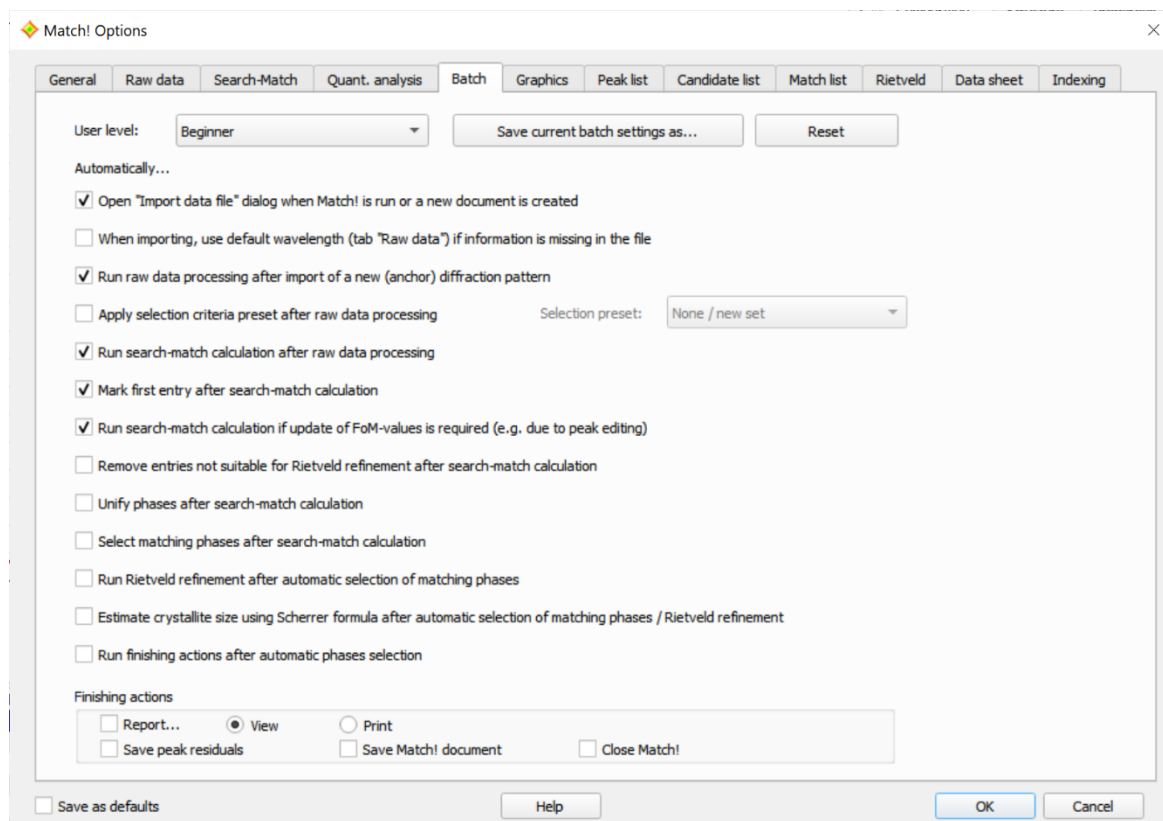 Match! Options
General Raw data Search-Match Quant. analysis Batch Graphics Peak list Candidate list Match list Rietveld Data sheet Indexing
User level: Beginner Save current batch settings as... Reset
Automatically...
Open "Import data file" dialog when Match! is run or a new document is created
When importing, use default wavelength (tab "Raw data") if information is missing in the file
Run raw data processing after import of a new (anchor) diffraction pattern
Apply selection criteria preset after raw data processing Selection preset: None / new set
Run search-match calculation after raw data processing
Mark first entry after search-match calculation
Run search-match calculation if update of FoM-values is required (e.g. due to peak editing)
Remove entries not suitable for Rietveld refinement after search-match calculation
Unify phases after search-match calculation
Select matching phases after search-match calculation
Run Rietveld refinement after automatic selection of matching phases
Estimate crystallite size using Scherrer formula after automatic selection of matching phases / Rietveld refinement
Run finishing actions after automatic phases selection
Finishing actions
Report... View Print
Save peak residuals Save Match! document Close Match!
Save as defaults Help OK Cancel